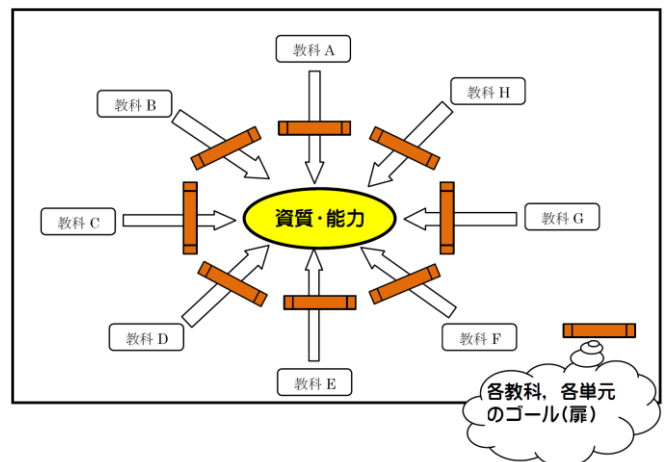 教科 A
教科 B
教科 H
教科 C
資質・能力
教科 G
教科 D
教科 F
教科 E
各教科，各単元
のゴール(扉)